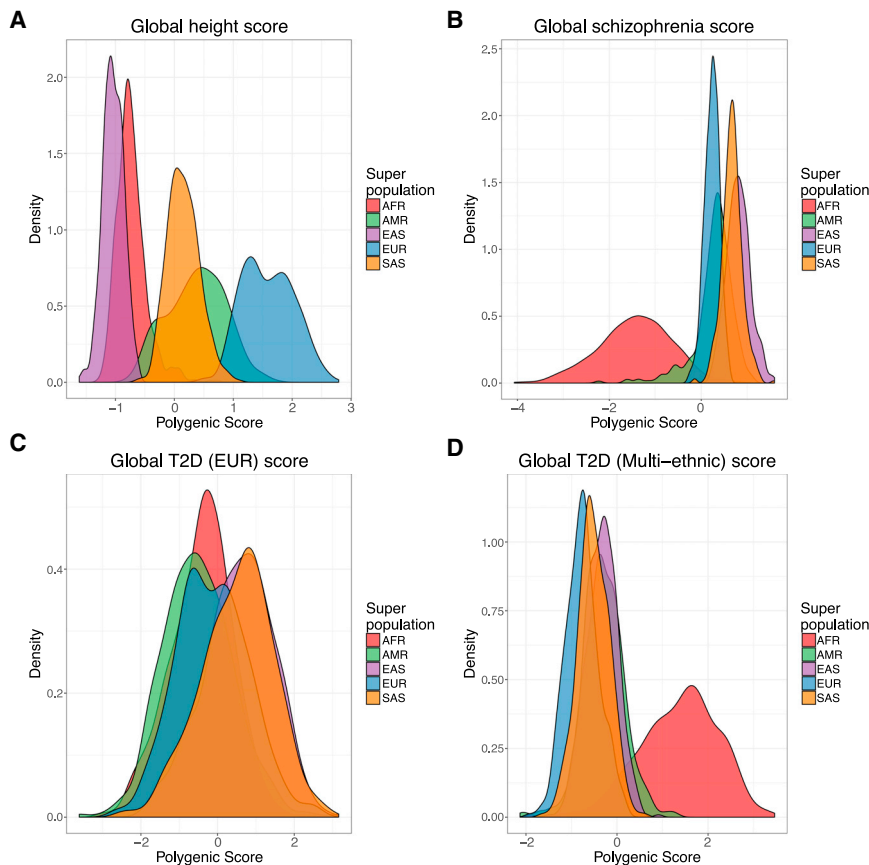 A
Global height score
2.0
1.5
1.0
0.5
0.0
Density
−1
0
1
2
3
Polygenic Score
Super
population
AFR
AMR
EAS
EUR
SAS
B
Global schizophrenia score
2.5
2.0
1.5
1.0
0.5
0.0
Density
−4
−2
0
Polygenic Score
Super
population
AFR
AMR
EAS
EUR
SAS
C
Global T2D (EUR) score
0.4
0.2
0.0
Density
−2
0
2
Polygenic Score
Super
population
AFR
AMR
EAS
EUR
SAS
D
Global T2D (Multi−ethnic) score
1.00
0.75
0.50
0.25
0.00
Density
−2
0
2
Polygenic Score
Super
population
AFR
AMR
EAS
EUR
SAS